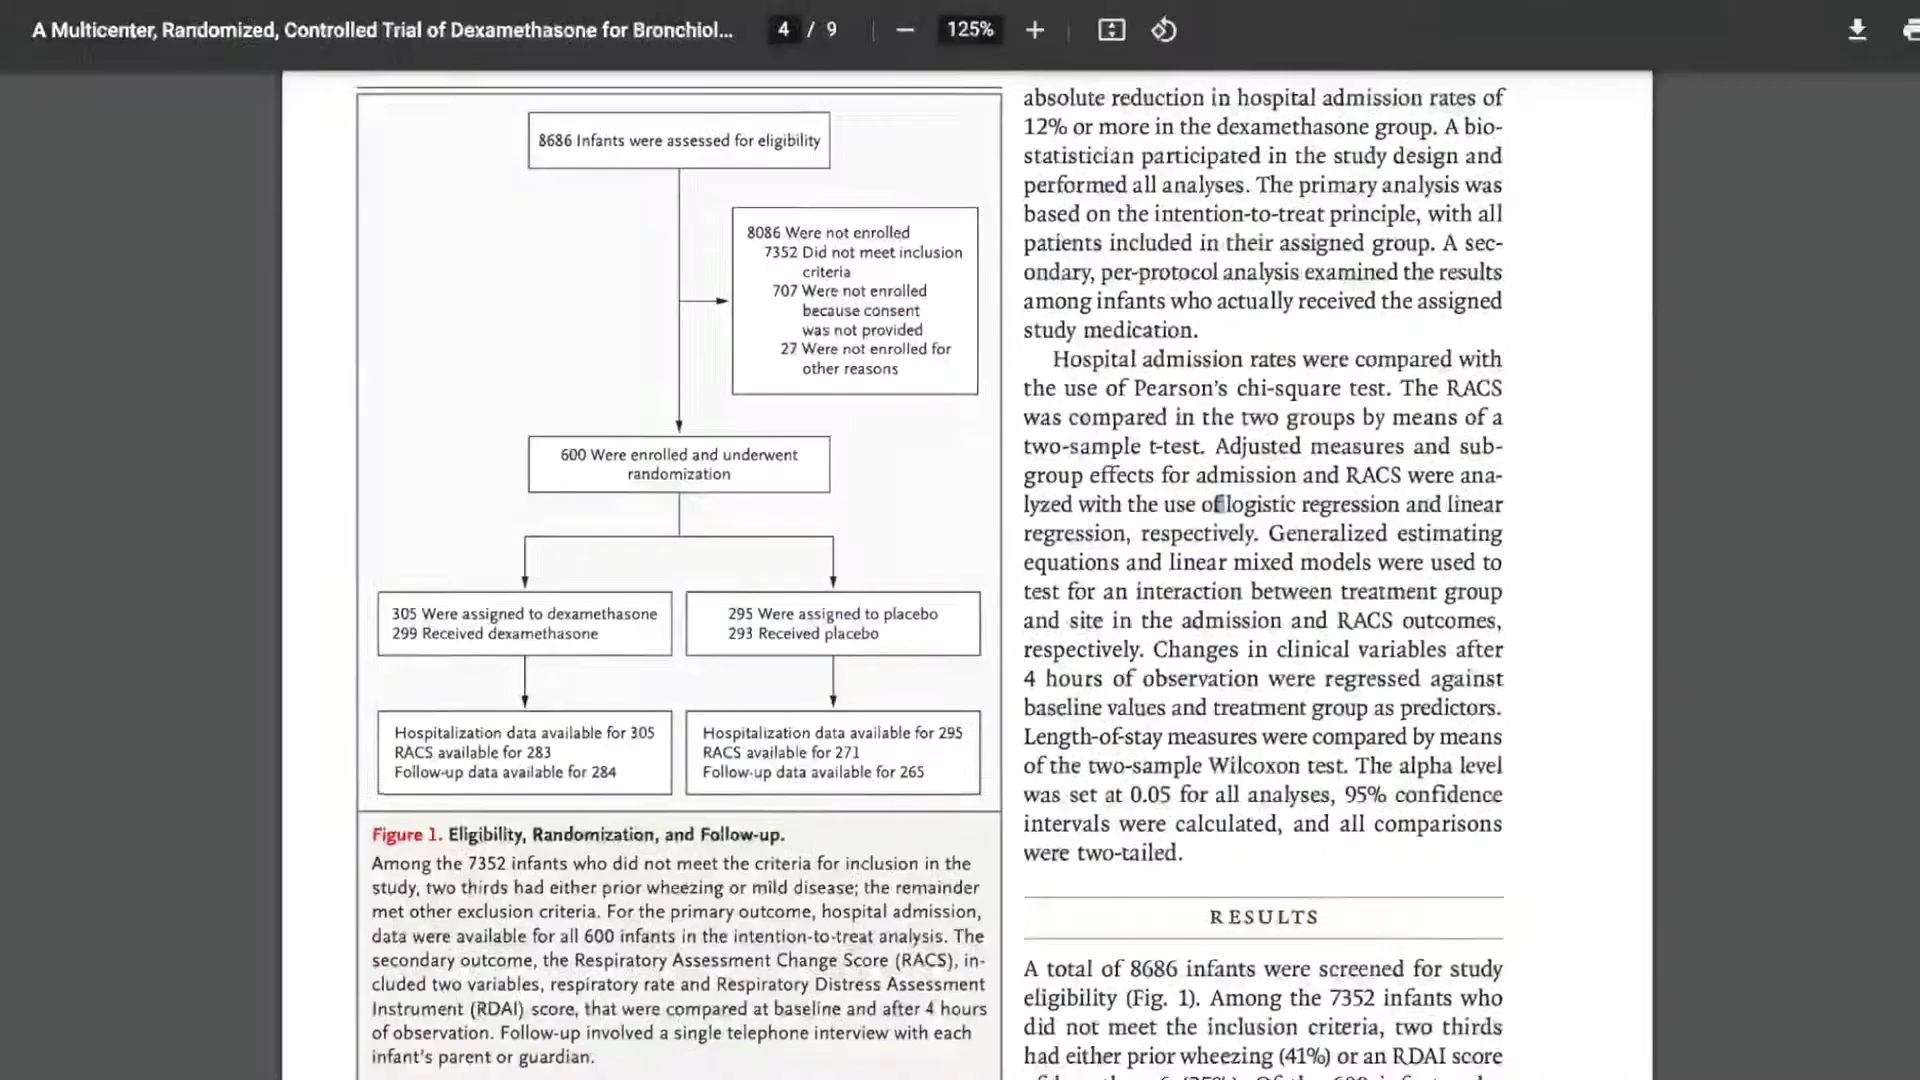 A Multicenter, Randomized, Controlled Trial of Dexamethasone for Bronchiol...
4 / 9
125%
8686 Infants were assessed for eligibility
8086 Were not enrolled
7352 Did not meet inclusion
criteria
707 Were not enrolled
because consent
was not provided
27 Were not enrolled for
other reasons
600 Were enrolled and underwent
randomization
305 Were assigned to dexamethasone
299 Received dexamethasone
295 Were assigned to placebo
293 Received placebo
Hospitalization data available for 305
RACS available for 283
Follow-up data available for 284
Hospitalization data available for 295
RACS available for 271
Follow-up data available for 265
Figure 1. Eligibility, Randomization, and Follow-up.
Among the 7352 infants who did not meet the criteria for inclusion in the
study, two thirds had either prior wheezing or mild disease; the remainder
met other exclusion criteria. For the primary outcome, hospital admission,
data were available for all 600 infants in the intention-to-treat analysis. The
secondary outcome, the Respiratory Assessment Change Score (RACS), in-
cluded two variables, respiratory rate and Respiratory Distress Assessment
Instrument (RDAI) score, that were compared at baseline and after 4 hours
of observation. Follow-up involved a single telephone interview with each
infant's parent or guardian.
absolute reduction in hospital admission rates of
12% or more in the dexamethasone group. A bio-
statistician participated in the study design and
performed all analyses. The primary analysis was
based on the intention-to-treat principle, with all
patients included in their assigned group. A sec-
ondary, per-protocol analysis examined the results
among infants who actually received the assigned
study medication.
Hospital admission rates were compared with
the use of Pearson's chi-square test. The RACS
was compared in the two groups by means of a
two-sample t-test. Adjusted measures and sub-
group effects for admission and RACS were ana-
lyzed with the use of logistic regression and linear
regression, respectively. Generalized estimating
equations and linear mixed models were used to
test for an interaction between treatment group
and site in the admission and RACS outcomes,
respectively. Changes in clinical variables after
4 hours of observation were regressed against
baseline values and treatment group as predictors.
Length-of-stay measures were compared by means
of the two-sample Wilcoxon test. The alpha level
was set at 0.05 for all analyses, 95% confidence
intervals were calculated, and all comparisons
were two-tailed.
RESULTS
A total of 8686 infants were screened for study
eligibility (Fig. 1). Among the 7352 infants who
did not meet the inclusion criteria, two thirds
had either prior wheezing (41%) or an RDAI score